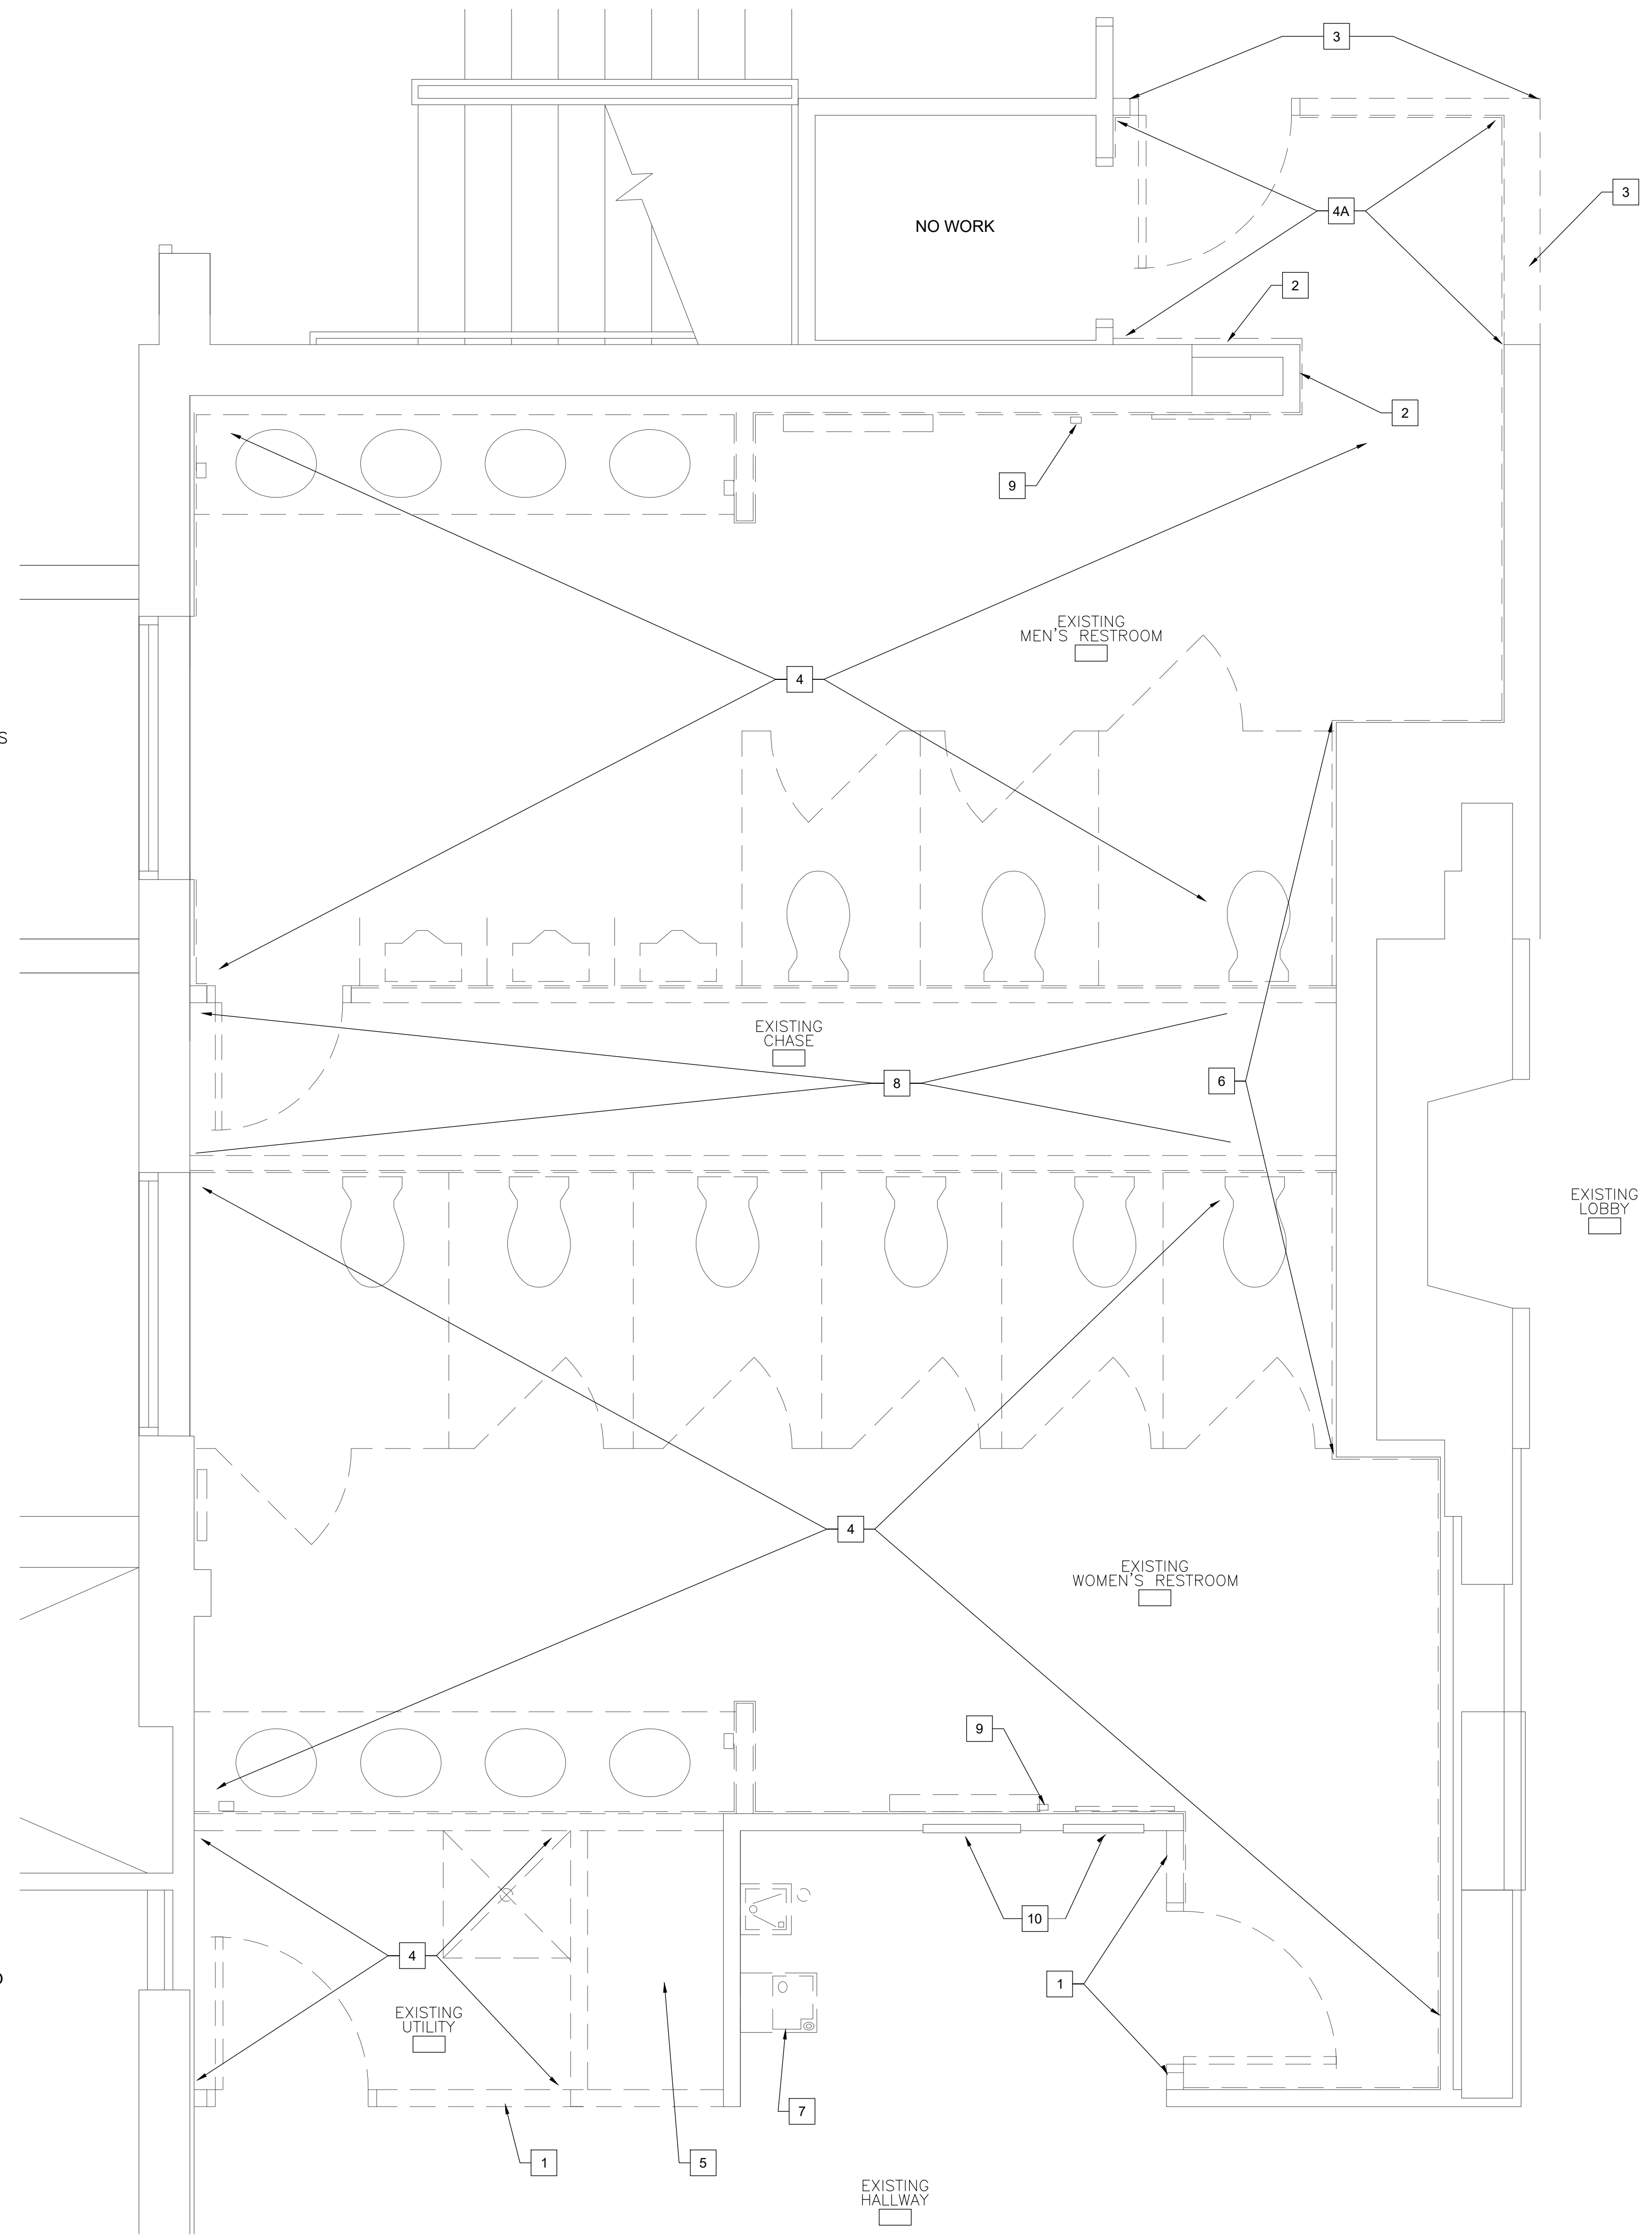 3
3
4A
NO WORK
2
2
9
EXISTING
MEN'S RESTROOM
4
S
EXISTING
CHASE
8
6
EXISTING
LOBBY
4
EXISTING
WOMEN'S RESTROOM
9
10
4
1
EXISTING
UTILITY
7
1
5
EXISTING
HALLWAY